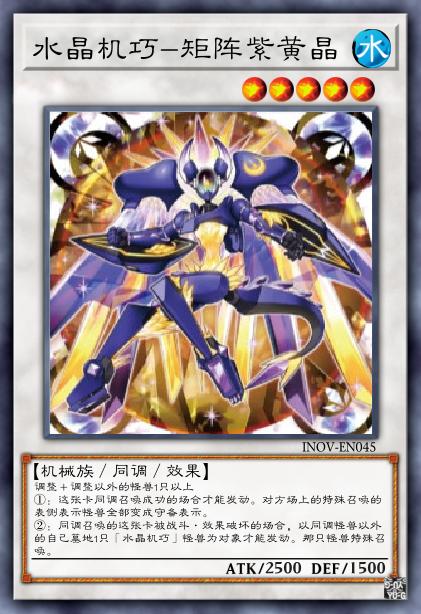 水晶机巧-矩阵紫黄晶
水
INOV-EN045
【机械族/同调/效果】
调整+调整以外的怪兽1只以上
①：这张卡同调召唤成功的场合才能发动。对方场上的特殊召唤的
表侧表示怪兽全部变成守备表示。
②：同调召唤的这张卡被战斗·效果破坏的场合，以同调怪兽以外
的自己墓地1只「水晶机巧」怪兽为对象才能发动。那只怪兽特殊召
唤。
ATK/2500 DEF/1500